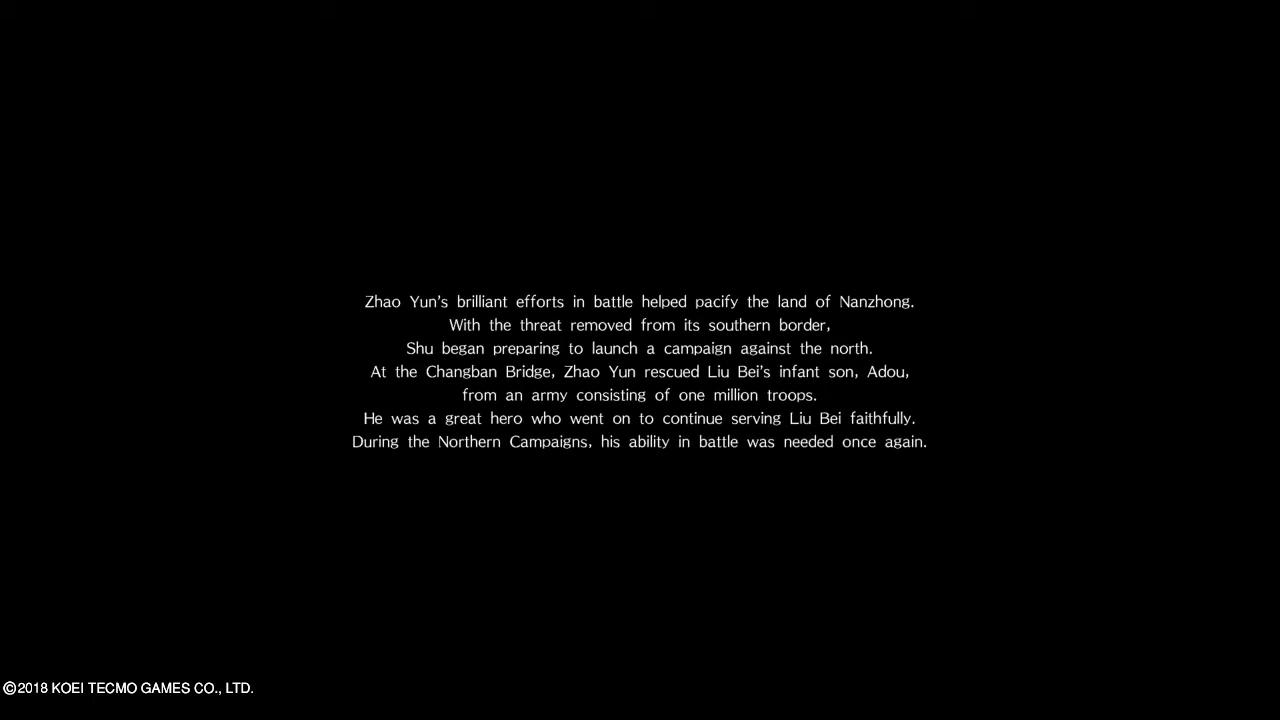 Zhao Yun’s brilliant efforts in battle helped pacify the land of Nanzhong.
With the threat removed from its southern border,
Shu began preparing to launch a campaign against the north.
At the Changban Bridge, Zhao Yun rescued Liu Bei’s infant son, Adou,
from an army consisting of one million troops.
He was a great hero who went on to continue serving Liu Bei faithfully.
During the Northern Campaigns, his ability in battle was needed once again.
©2018 KOEI TECMO GAMES CO., LTD.